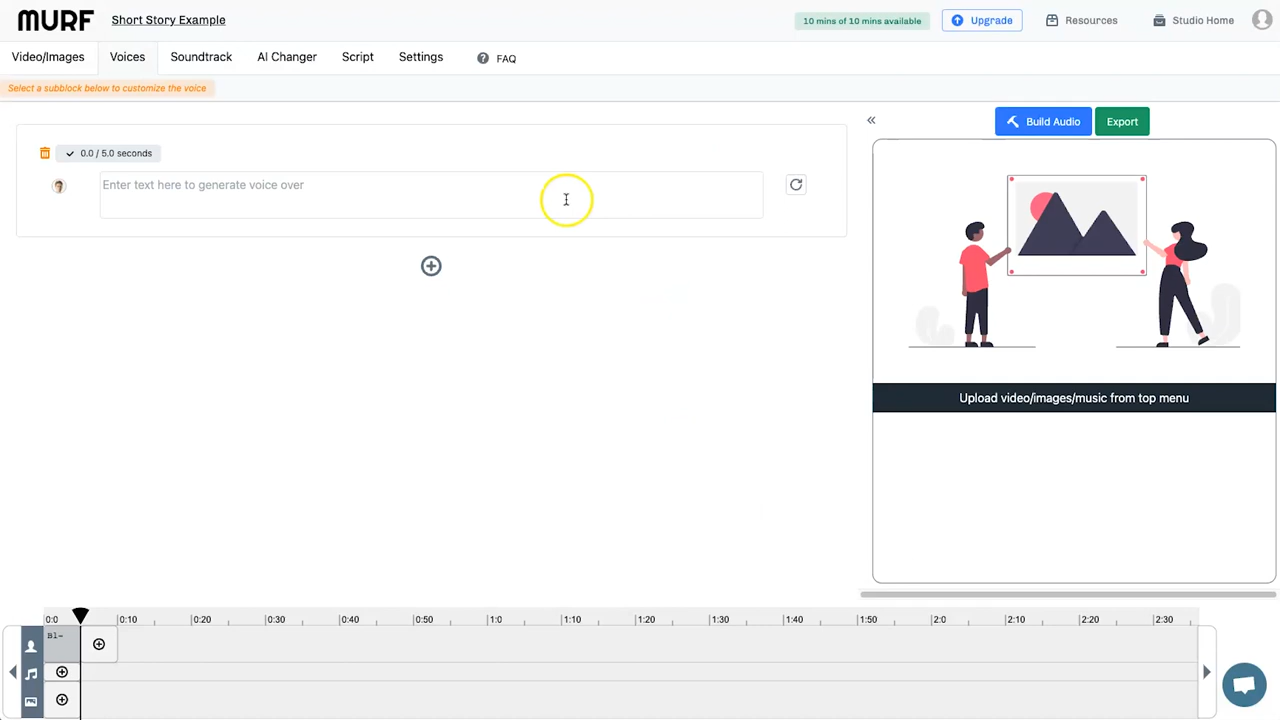 MURF
Short Story Example
10 mins of 10 mins available
Upgrade
Resources
Studio Home
Video/Images
Voices
Soundtrack
AI Changer
Script
Settings
FAQ
Select a subblock below to customize the voice
Build Audio
Export
0.0 / 5.0 seconds
Enter text here to generate voice over
Upload video/images/music from top menu
0:0 |0:10 |0:20 |0:30 |0:40 |0:50 |1:0 |1:10 |1:20 |1:30 |1:40 |1:50 |2:0 |2:10 |2:20 |2:30
Bl-